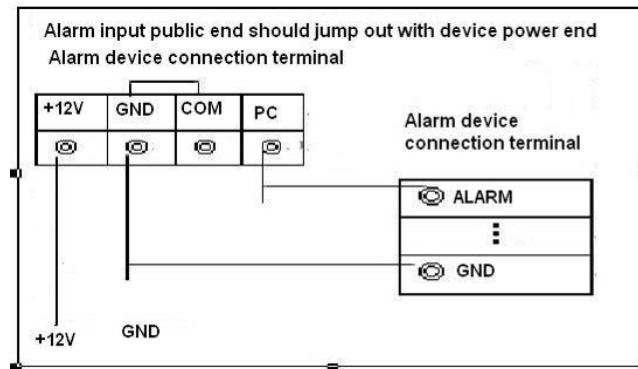 Alarm input public end should jump out with device power end
Alarm device connection terminal
+12V GND COM PC
Alarm device
connection terminal
ALARM
GND
+12V GND